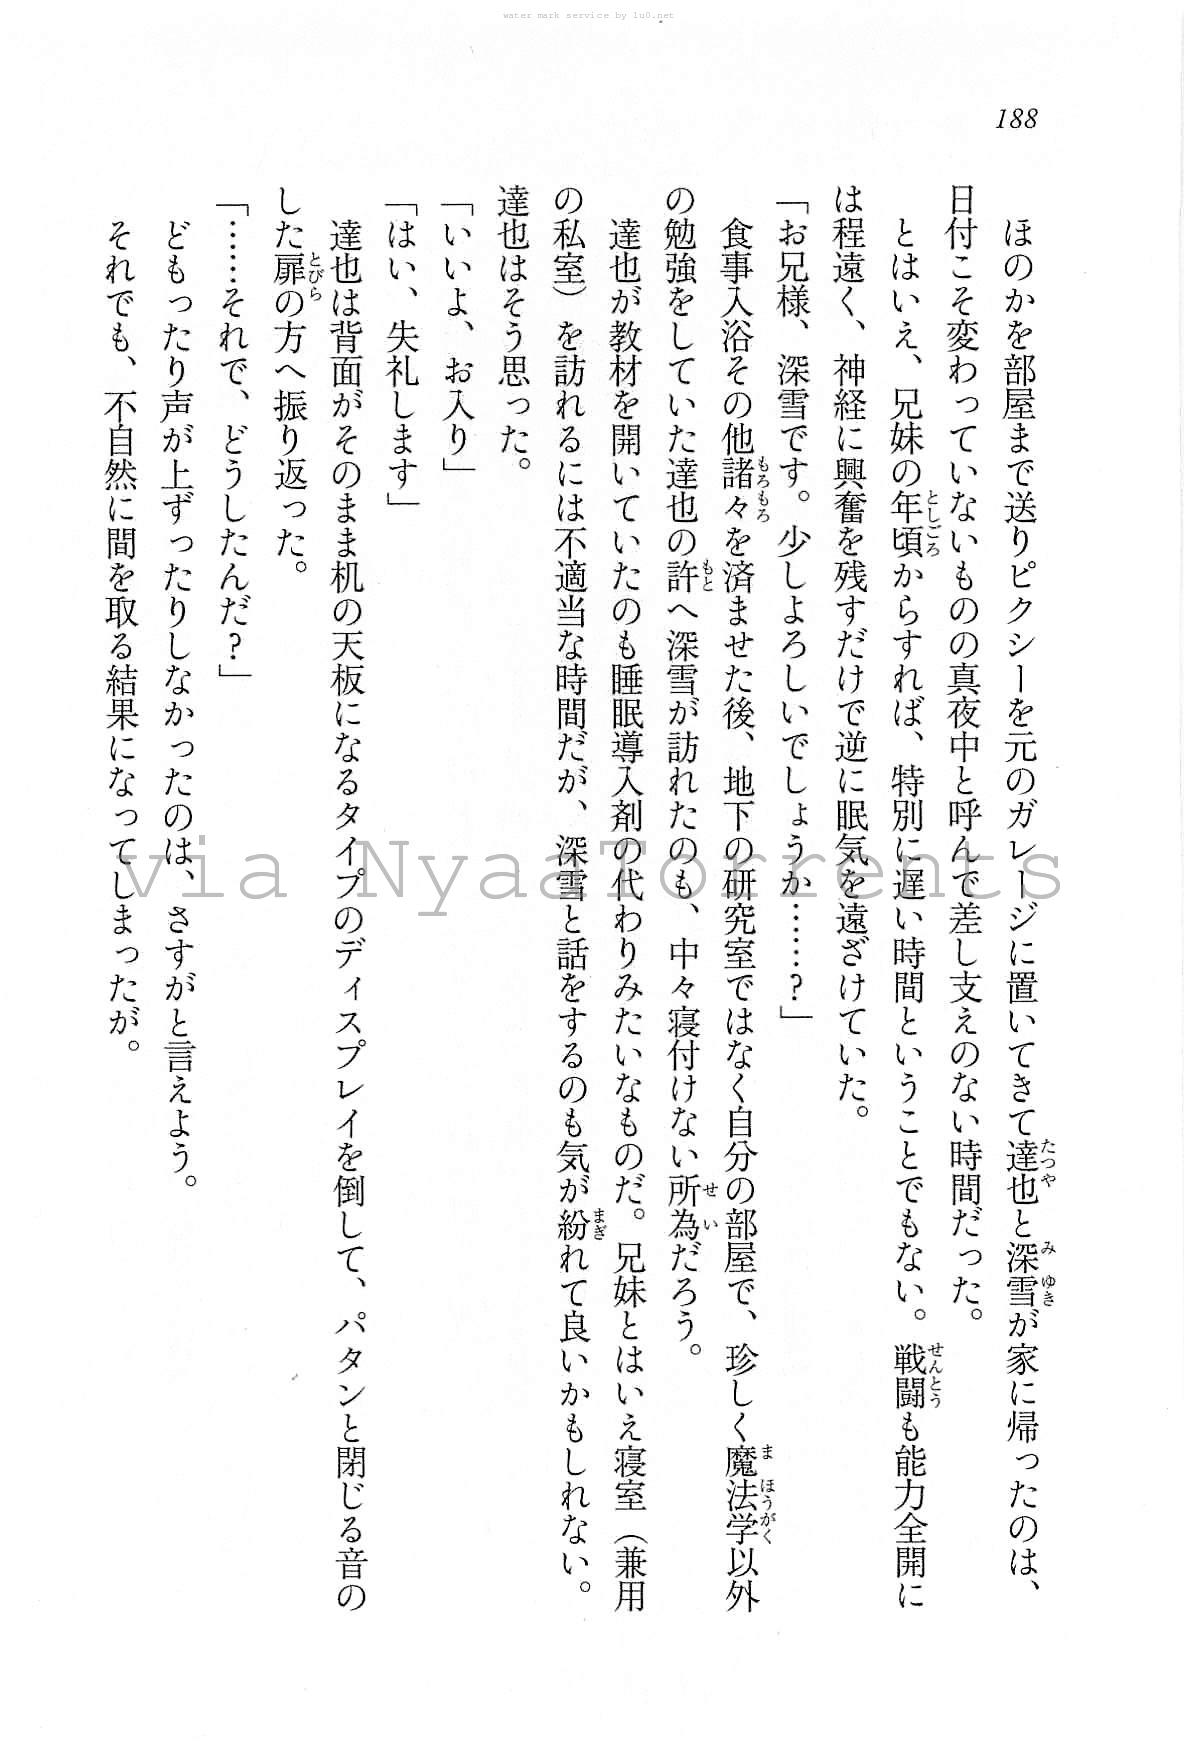 water mark service by lu0.net
188
ほのかを部屋まで送りピクシーを元のガレージに置いてきて達也と深雪が家に帰ったのは、
日付こそ変わっていないものの真夜中と呼んで差し支えのない時間だった。
とはいえ、兄妹の年頃からすれば、特別に遅い時間ということでもない。戦闘も能力全開に
は程遠く、神経に興奮を残すだけで逆に眠気を遠ざけていた。
「お兄様、深雪です。少しよろしいでしょうか……?」
食事入浴その他諸々を済ませた後、地下の研究室ではなく自分の部屋で、珍しく魔法学以外
の勉強をしていた達也の許へ深雪が訪れたのも、中々寝付けない所為だろう。
達也が教材を開いていたのも睡眠導入剤の代わりみたいなものだ。兄妹とはいえ寝室（兼用
の私室）を訪れるには不適当な時間だが、深雪と話をするのも気が紛れて良いかもしれない。
達也はそう思った。
「いいよ、お入り」
「はい、失礼します」
達也は背面がそのまま机の天板になるタイプのディスプレイを倒して、パタンと閉じる音の
した扉の方へ振り返った。
「……それで、どうしたんだ?」
どもったり声が上ずったりしなかったのは、さすがと言えよう。
それでも、不自然に間を取る結果になってしまったが。
via NyaaTorrents